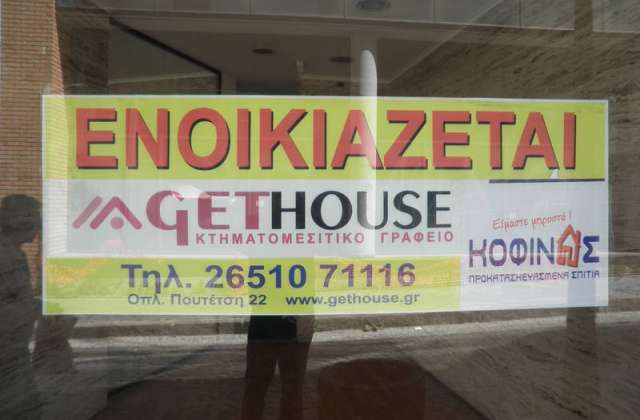 ΕΝΟΙΚΙΑΖΕΤΑΙ
GETHOUSE
ΚΤΗΜΑΤΟΜΕΣΙΤΙΚΟ ΓΡΑΦΕΙΟ
Τηλ. 26510 71116
Οπλ. Πουτέτση 22 www.gethouse.gr
Είμαστε μπροστά!
ΚΟΦΙΝΑΣ
ΠΡΟΚΑΤΑΣΚΕΥΑΣΜΕΝΑ ΣΠΙΤΙΑ